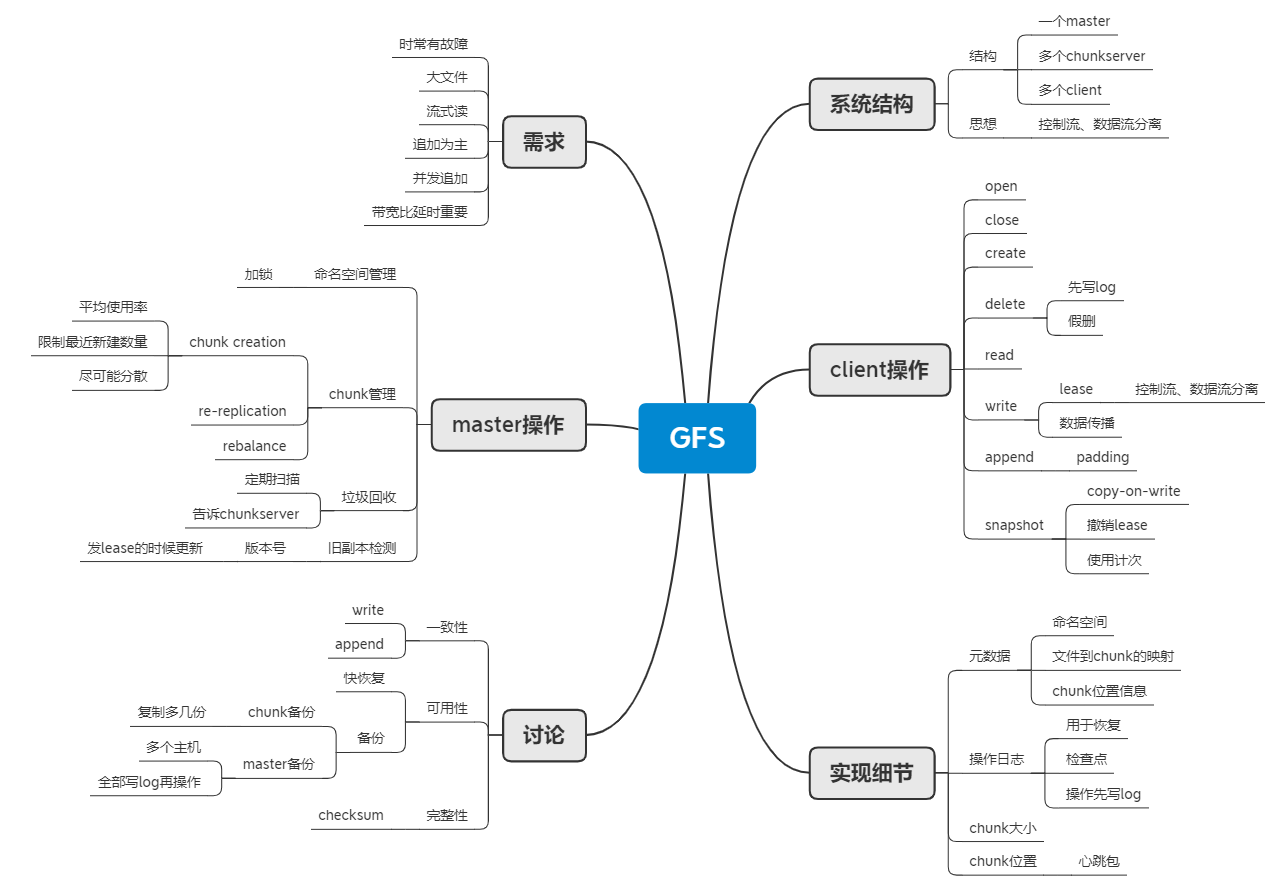 GFS
需求
时常有故障
大文件
流式读
追加为主
并发追加
带宽比延时重要
master操作
命名空间管理
加锁
chunk管理
chunk creation
平均使用率
限制最近新建数量
尽可能分散
re-replication
rebalance
垃圾回收
定期扫描
告诉chunkserver
旧副本检测
版本号
发lease的时候更新
讨论
一致性
write
append
可用性
快恢复
备份
chunk备份
复制多几份
master备份
多个主机
全部写log再操作
完整性
checksum
系统结构
结构
一个master
多个chunkserver
多个client
思想
控制流、数据流分离
client操作
open
close
create
delete
先写log
假删
read
write
lease
控制流、数据流分离
数据传播
append
padding
snapshot
copy-on-write
撤销lease
使用计次
实现细节
元数据
命名空间
文件到chunk的映射
chunk位置信息
操作日志
用于恢复
检查点
操作先写log
chunk大小
chunk位置
心跳包